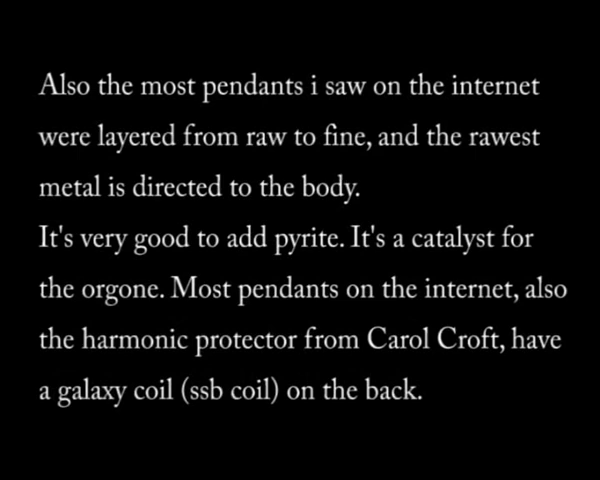 Also the most pendants i saw on the internet
were layered from raw to fine, and the rawest
metal is directed to the body.
It's very good to add pyrite. It's a catalyst for
the orgone. Most pendants on the internet, also
the harmonic protector from Carol Croft, have
a galaxy coil (ssb coil) on the back.